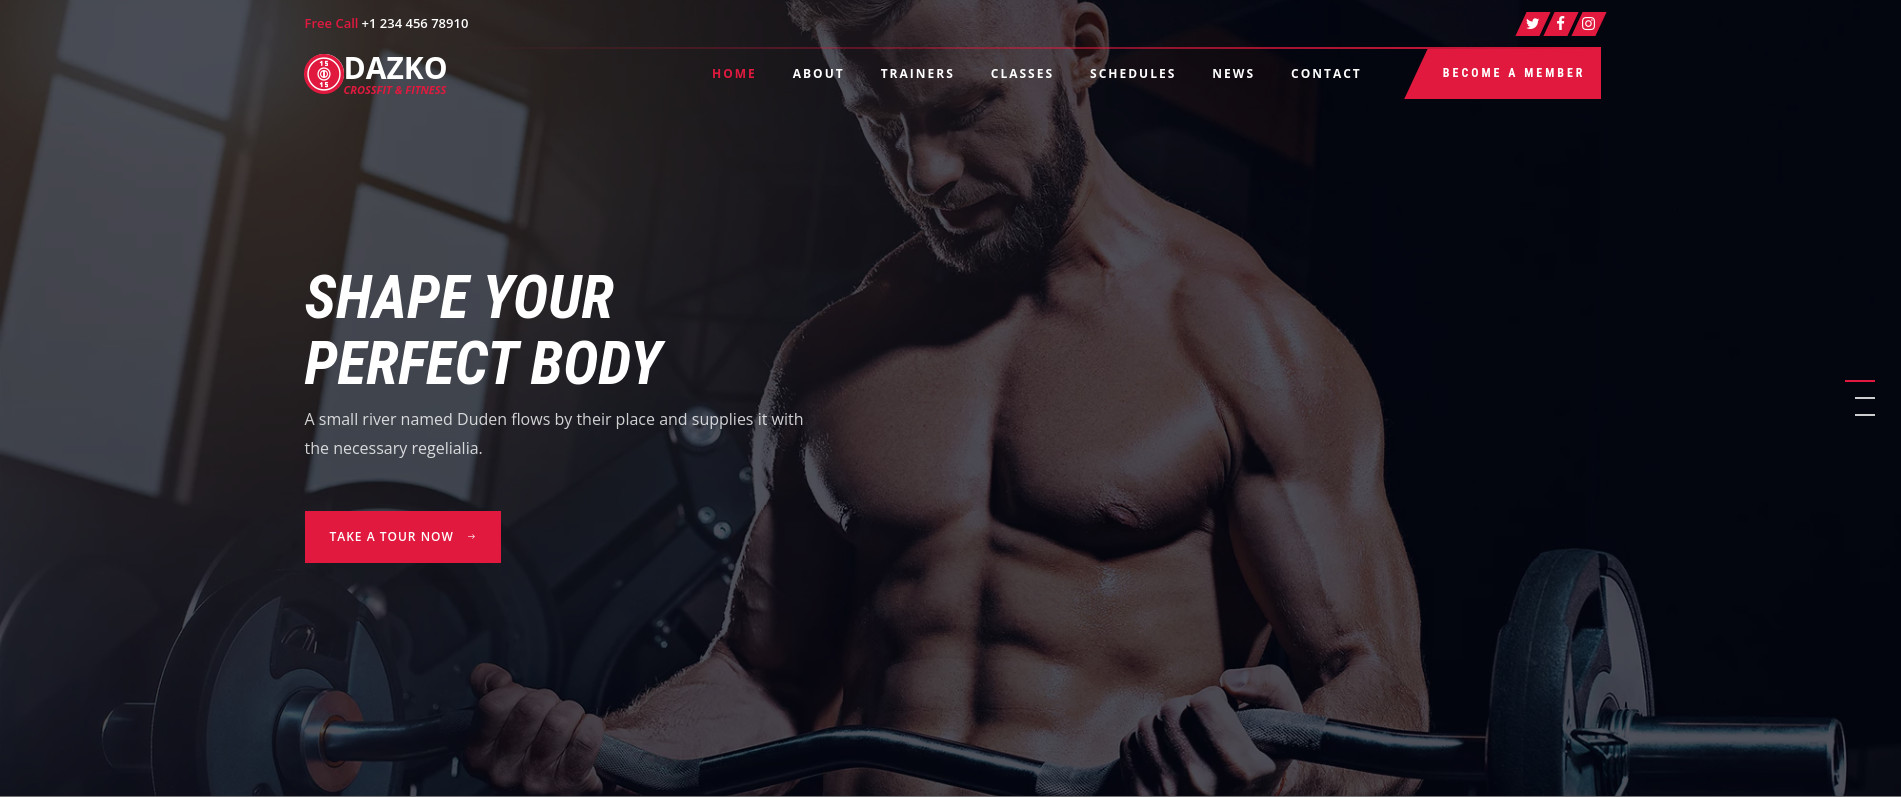 Free Call +1 234 456 78910
DAZKO
CROSSFIT & FITNESS
15
15
HOME ABOUT TRAINERS CLASSES SCHEDULES NEWS CONTACT BECOME A MEMBER
SHAPE YOUR
PERFECT BODY
A small river named Duden flows by their place and supplies it with
the necessary regelialia.
TAKE A TOUR NOW →